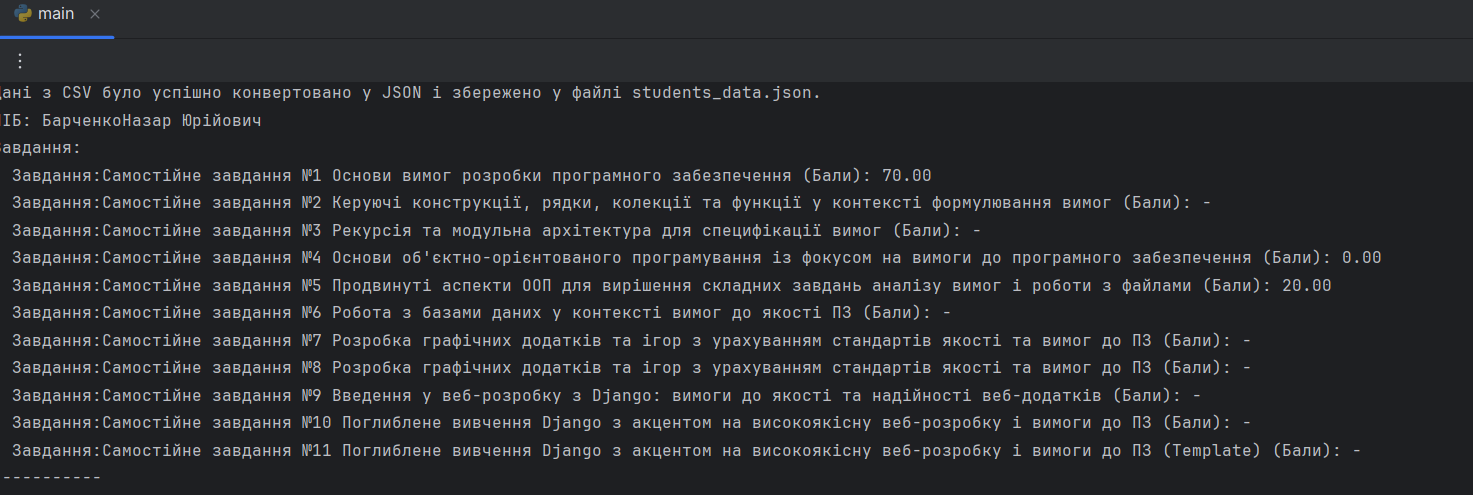 main
дані з CSV було успішно конвертовано у JSON і збережено у файлі students_data.json.
ПІБ: БарченкоНазар Юрійович
Завдання:
Завдання:Самостійне завдання №1 Основи вимог розробки програмного забезпечення (Бали): 70.00
Завдання:Самостійне завдання №2 Керуючі конструкції, рядки, колекції та функції у контексті формулювання вимог (Бали): -
Завдання:Самостійне завдання №3 Рекурсія та модульна архітектура для специфікації вимог (Бали): -
Завдання:Самостійне завдання №4 Основи об'єктно-орієнтованого програмування із фокусом на вимоги до програмного забезпечення (Бали): 0.00
Завдання:Самостійне завдання №5 Продвинуті аспекти ООП для вирішення складних завдань аналізу вимог і роботи з файлами (Бали): 20.00
Завдання:Самостійне завдання №6 Робота з базами даних у контексті вимог до якості ПЗ (Бали): -
Завдання:Самостійне завдання №7 Розробка графічних додатків та ігор з урахуванням стандартів якості та вимог до ПЗ (Бали): -
Завдання:Самостійне завдання №8 Розробка графічних додатків та ігор з урахуванням стандартів якості та вимог до ПЗ (Бали): -
Завдання:Самостійне завдання №9 Введення у веб-розробку з Django: вимоги до якості та надійності веб-додатків (Бали): -
Завдання:Самостійне завдання №10 Поглиблене вивчення Django з акцентом на високоякісну веб-розробку і вимоги до ПЗ (Бали): -
Завдання:Самостійне завдання №11 Поглиблене вивчення Django з акцентом на високоякісну веб-розробку і вимоги до ПЗ (Template) (Бали): -
----------